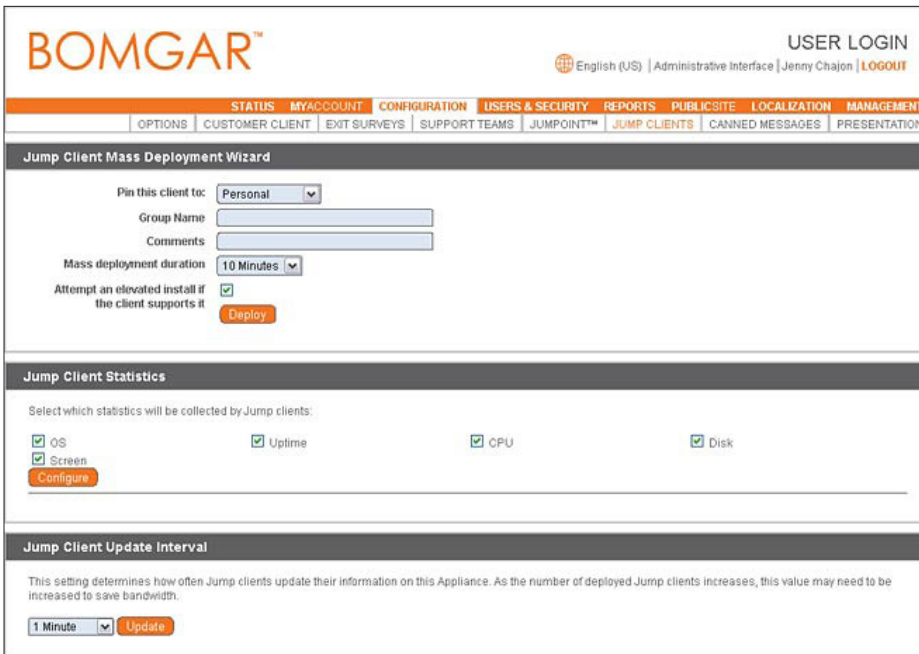 BOMGAR™
USER LOGIN
English (US) | Administrative Interface | Jenny Chajon | LOGOUT
STATUS MYACCOUNT CONFIGURATION USERS & SECURITY REPORTS PUBLICSITE LOCALIZATION MANAGEMENT
OPTIONS | CUSTOMER CLIENT | EXIT SURVEYS | SUPPORT TEAMS | JUMPOINT™ | JUMP CLIENTS | CANNED MESSAGES | PRESENTATION
Jump Client Mass Deployment Wizard
Pin this client to: Personal
Group Name
Comments
Mass deployment duration 10 Minutes
Attempt an elevated install if
the client supports it
Deploy
Jump Client Statistics
Select which statistics will be collected by Jump clients:
OS Uptime CPU Disk
Screen
Configure
Jump Client Update Interval
This setting determines how often Jump clients update their information on this Appliance. As the number of deployed Jump clients increases, this value may need to be
increased to save bandwidth.
1 Minute Update